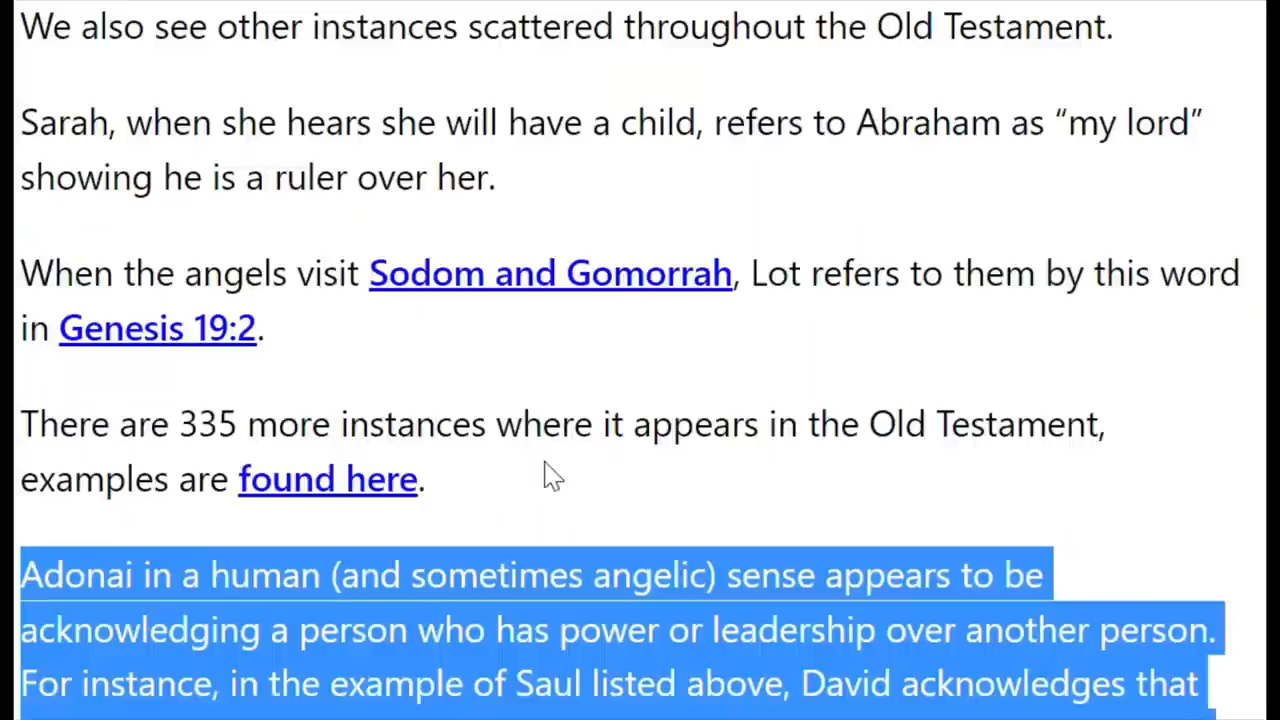 We also see other instances scattered throughout the Old Testament.
Sarah, when she hears she will have a child, refers to Abraham as “my lord”
showing he is a ruler over her.
When the angels visit Sodom and Gomorrah, Lot refers to them by this word
in Genesis 19:2.
There are 335 more instances where it appears in the Old Testament,
examples are found here.
Adonai in a human (and sometimes angelic) sense appears to be
acknowledging a person who has power or leadership over another person.
For instance, in the example of Saul listed above, David acknowledges that